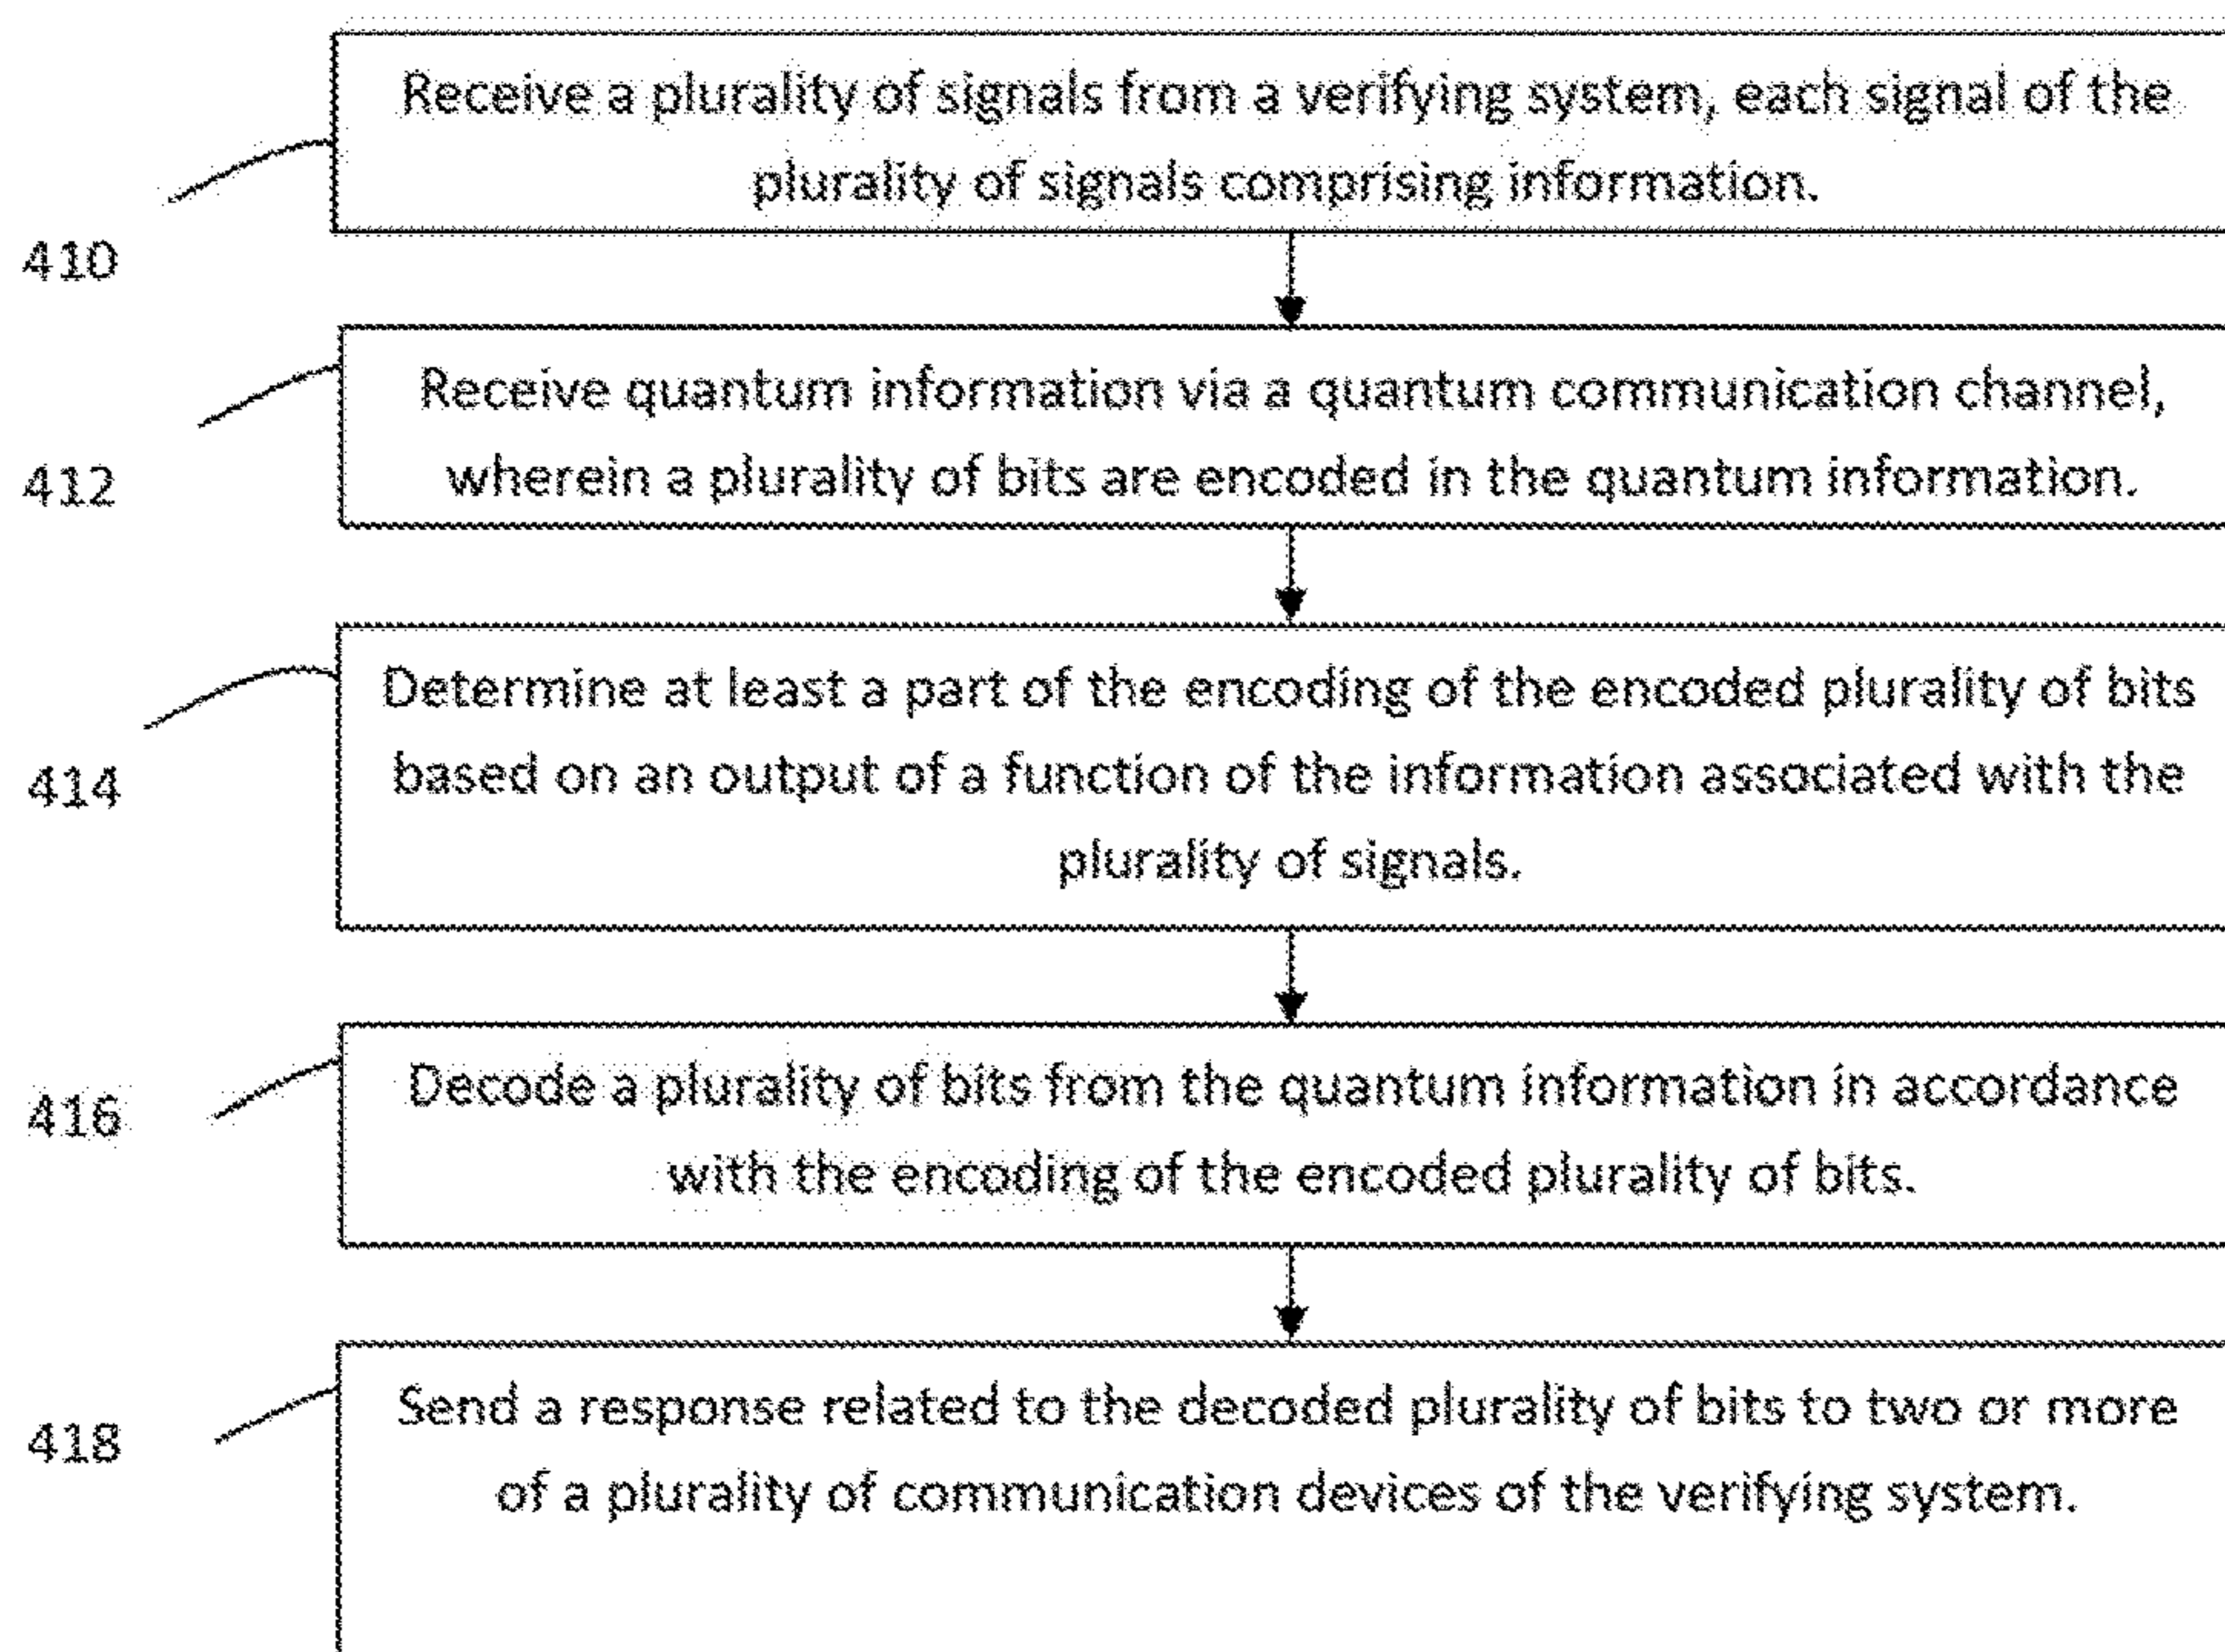 Receive a plurality of signals from a verifying system, each signal of the
plurality of signals comprising information.
410
Receive quantum information via a quantum communication channel,
wherein a plurality of bits are encoded in the quantum information.
412
Determine at least a part of the encoding of the encoded plurality of bits
based on an output of a function of the information associated with the
plurality of signals.
414
Decode a plurality of bits from the quantum information in accordance
with the encoding of the encoded plurality of bits.
416
Send a response related to the decoded plurality of bits to two or more
of a plurality of communication devices of the verifying system.
418